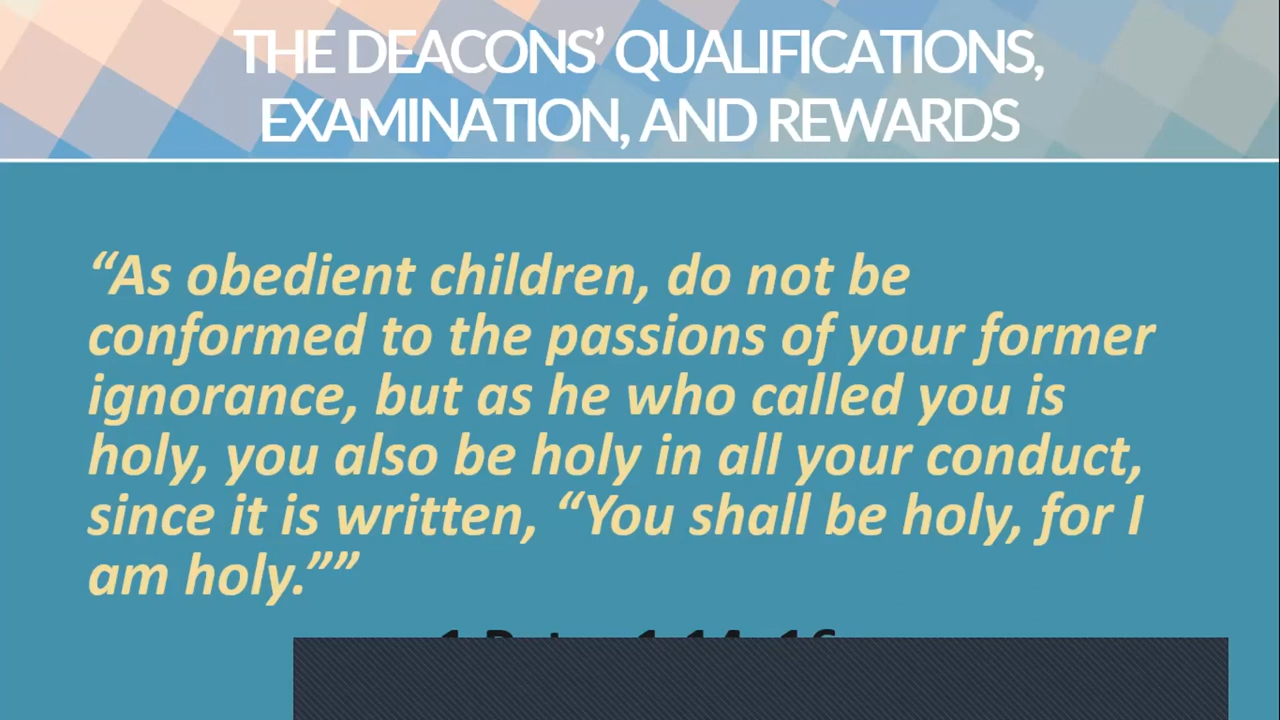 THE DEACONS’ QUALIFICATIONS,
EXAMINATION, AND REWARDS
“As obedient children, do not be
conformed to the passions of your former
ignorance, but as he who called you is
holy, you also be holy in all your conduct,
since it is written, “You shall be holy, for I
am holy.””